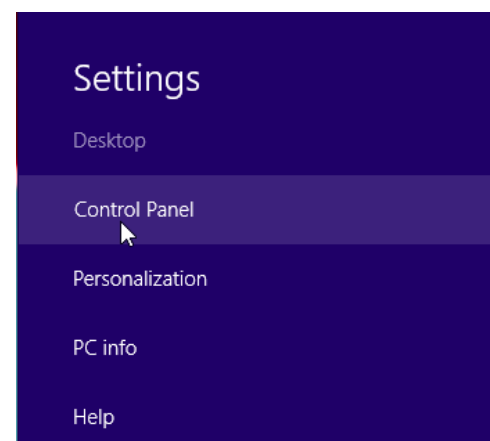 Settings
Desktop
Control Panel
Personalization
PC info
Help